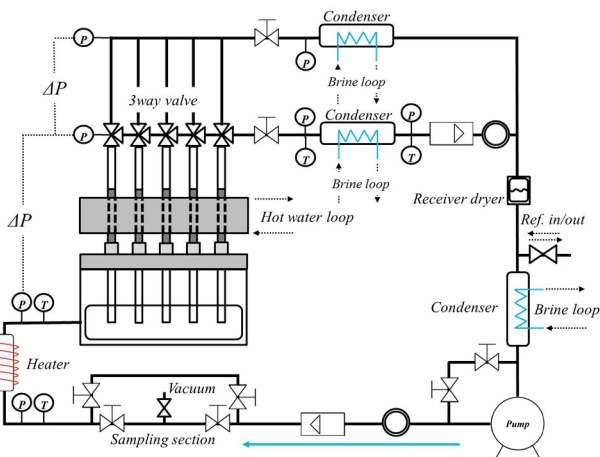 Condenser
P
P
ΔP
Brine loop
3way valve
P
Condenser
P
P
T
T
Brine loop
Receiver dryer
Hot water loop
Ref. in/out
ΔP
Condenser
Brine loop
P
T
Heater
P
T
Vacuum
Sampling section
Pump